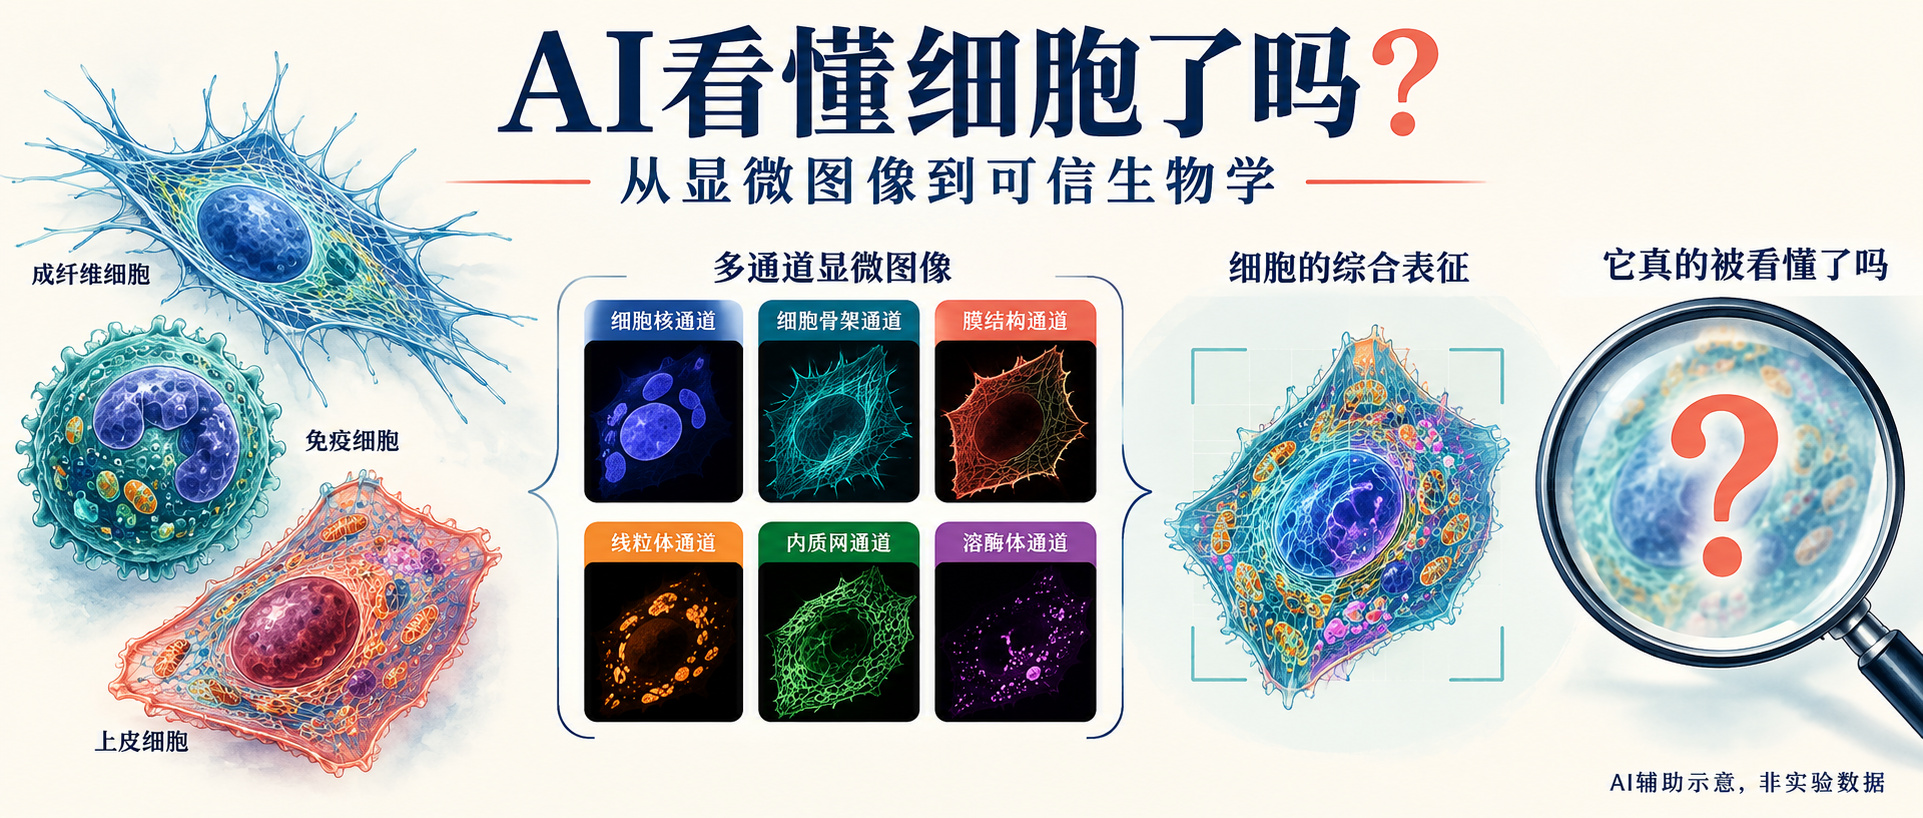 AI看懂细胞了吗？
从显微图像到可信生物学
成纤维细胞
免疫细胞
上皮细胞
多通道显微图像
细胞核通道
细胞骨架通道
膜结构通道
线粒体通道
内质网通道
溶酶体通道
细胞的综合表征
它真的被看懂了吗
?
AI辅助示意，非实验数据